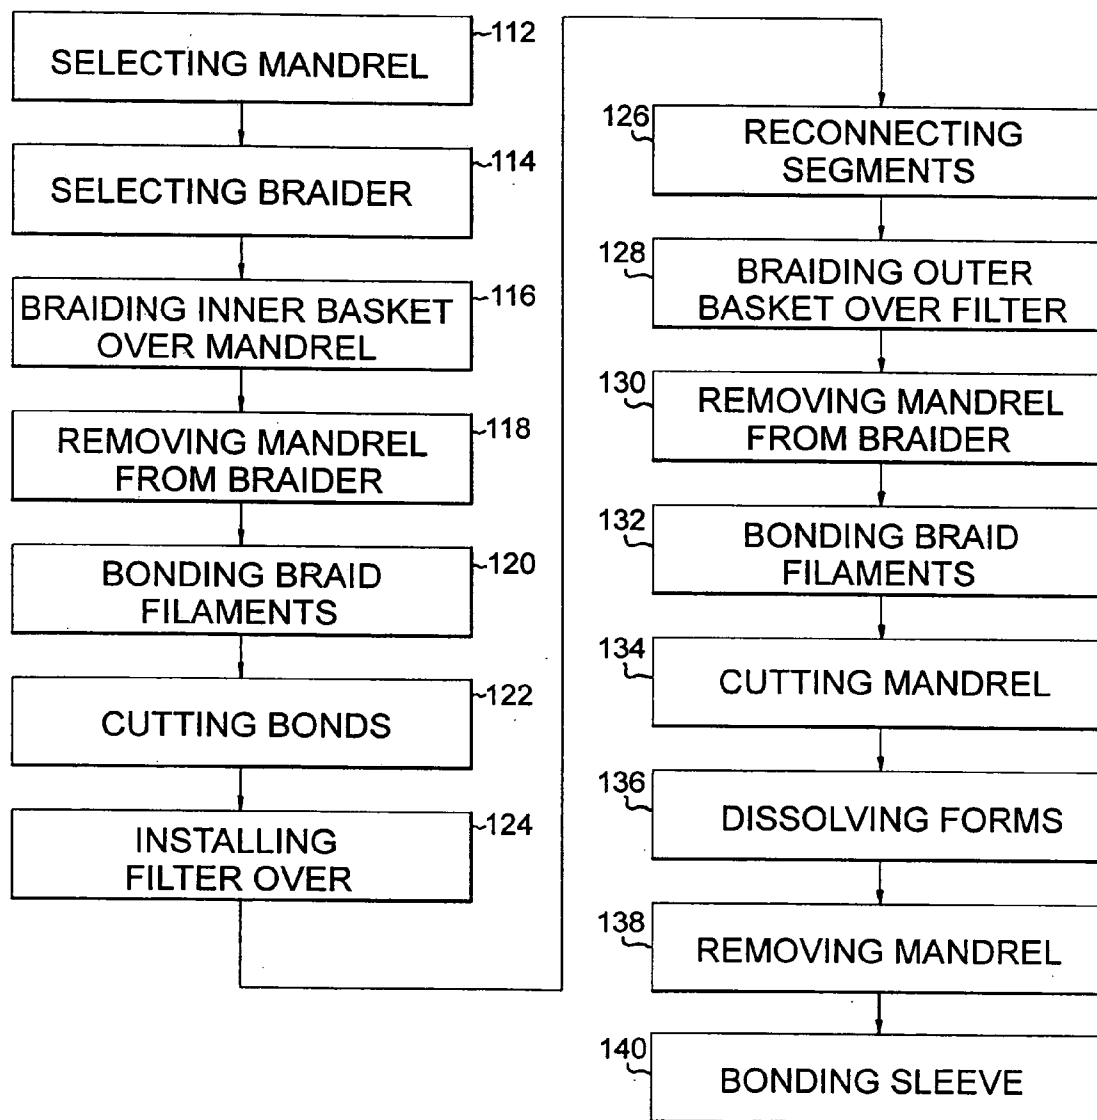 112
SELECTING MANDREL
114
SELECTING BRAIDER
116
BRAIDING INNER BASKET
OVER MANDREL
118
REMOVING MANDREL
FROM BRAIDER
120
BONDING BRAID
FILAMENTS
122
CUTTING BONDS
124
INSTALLING
FILTER OVER
126
RECONNECTING
SEGMENTS
128
BRAIDING OUTER
BASKET OVER FILTER
130
REMOVING MANDREL
FROM BRAIDER
132
BONDING BRAID
FILAMENTS
134
CUTTING MANDREL
136
DISSOLVING FORMS
138
REMOVING MANDREL
140
BONDING SLEEVE